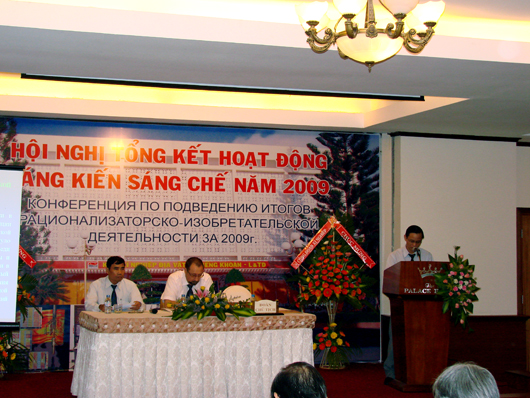 HỘI NGHỊ TỔNG KẾT HOẠT ĐỘNG
KIẾN SÁNG CHẾ NĂM 2009
КОНФЕРЕНЦИЯ ПО ПОДВЕДЕНИЮ ИТОГОВ
РАЦИОНАЛИЗАТОРСКО-ИЗОБРЕТАТЕЛЬСКОЙ
ДЕЯТЕЛЬНОСТИ ЗА 2009г.
The
PALACE